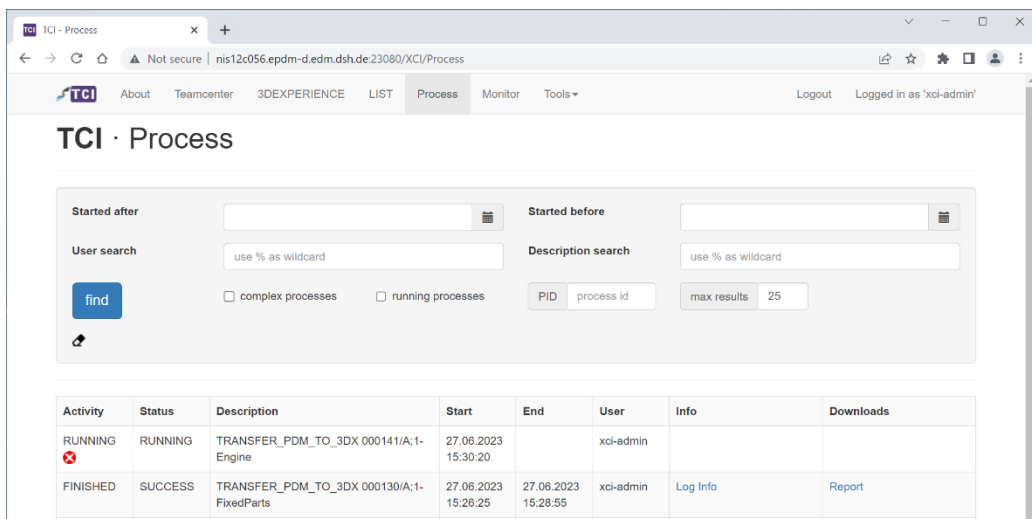 TCI TCI - Process
Not secure nis12c056.epdm-d.edm.dsh.de:23080/XCI/Process
TCI About Teamcenter 3DEXPERIENCE LIST Process Monitor Tools Logout Logged in as 'xci-admin'
TCI · Process
Started after Started before
User search use % as wildcard Description search use % as wildcard
find complex processes running processes PID process id max results 25
Activity Status Description Start End User Info Downloads
RUNNING RUNNING TRANSFER_PDM_TO_3DX 000141/A;1- 27.06.2023 xci-admin
Engine 15:30:20
FINISHED SUCCESS TRANSFER_PDM_TO_3DX 000130/A;1- 27.06.2023 27.06.2023 xci-admin Log Info Report
FixedParts 15:26:25 15:28:55